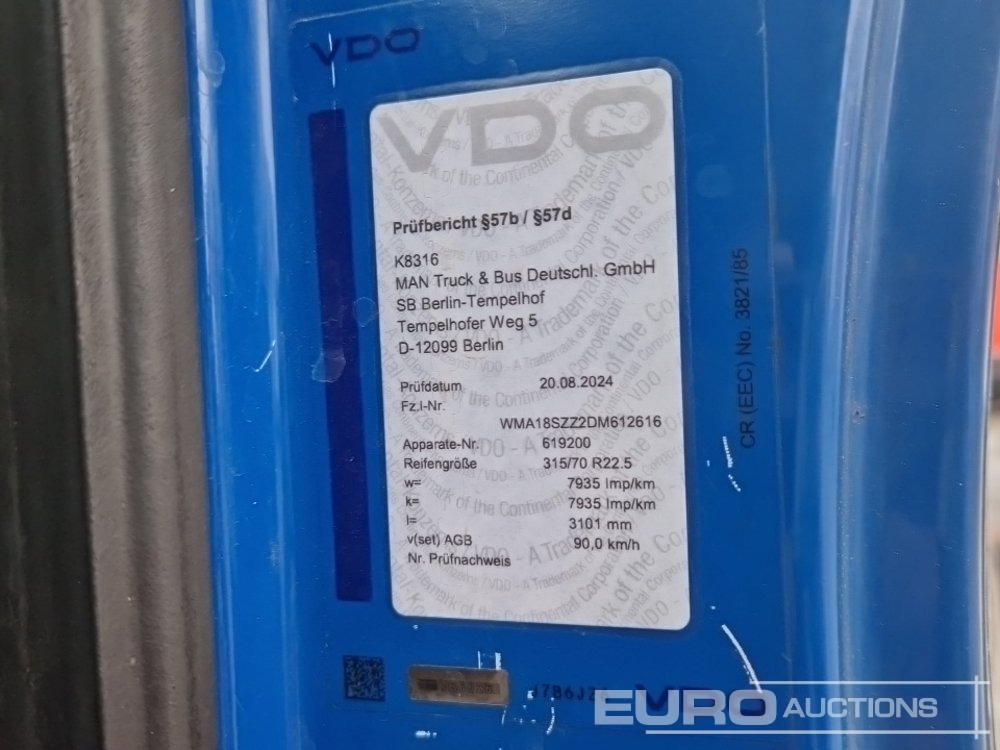 VDO
VDO
Prüfbericht §57b / §57d
K8316
MAN Truck & Bus Deutschl. GmbH
SB Berlin-Tempelhof
Tempelhofer Weg 5
D-12099 Berlin
Prüfdatum 20.08.2024
Fz.I-Nr.
WMA18SZZ2DM612616
Apparate-Nr. 619200
Reifengröße 315/70 R22.5
w= 7935 Imp/km
k= 7935 Imp/km
l= 3101 mm
v(set) AGB 90,0 km/h
Nr. Prüfnachweis
CR (EEC) No. 3821/85
VDO
EURO AUCTIONS